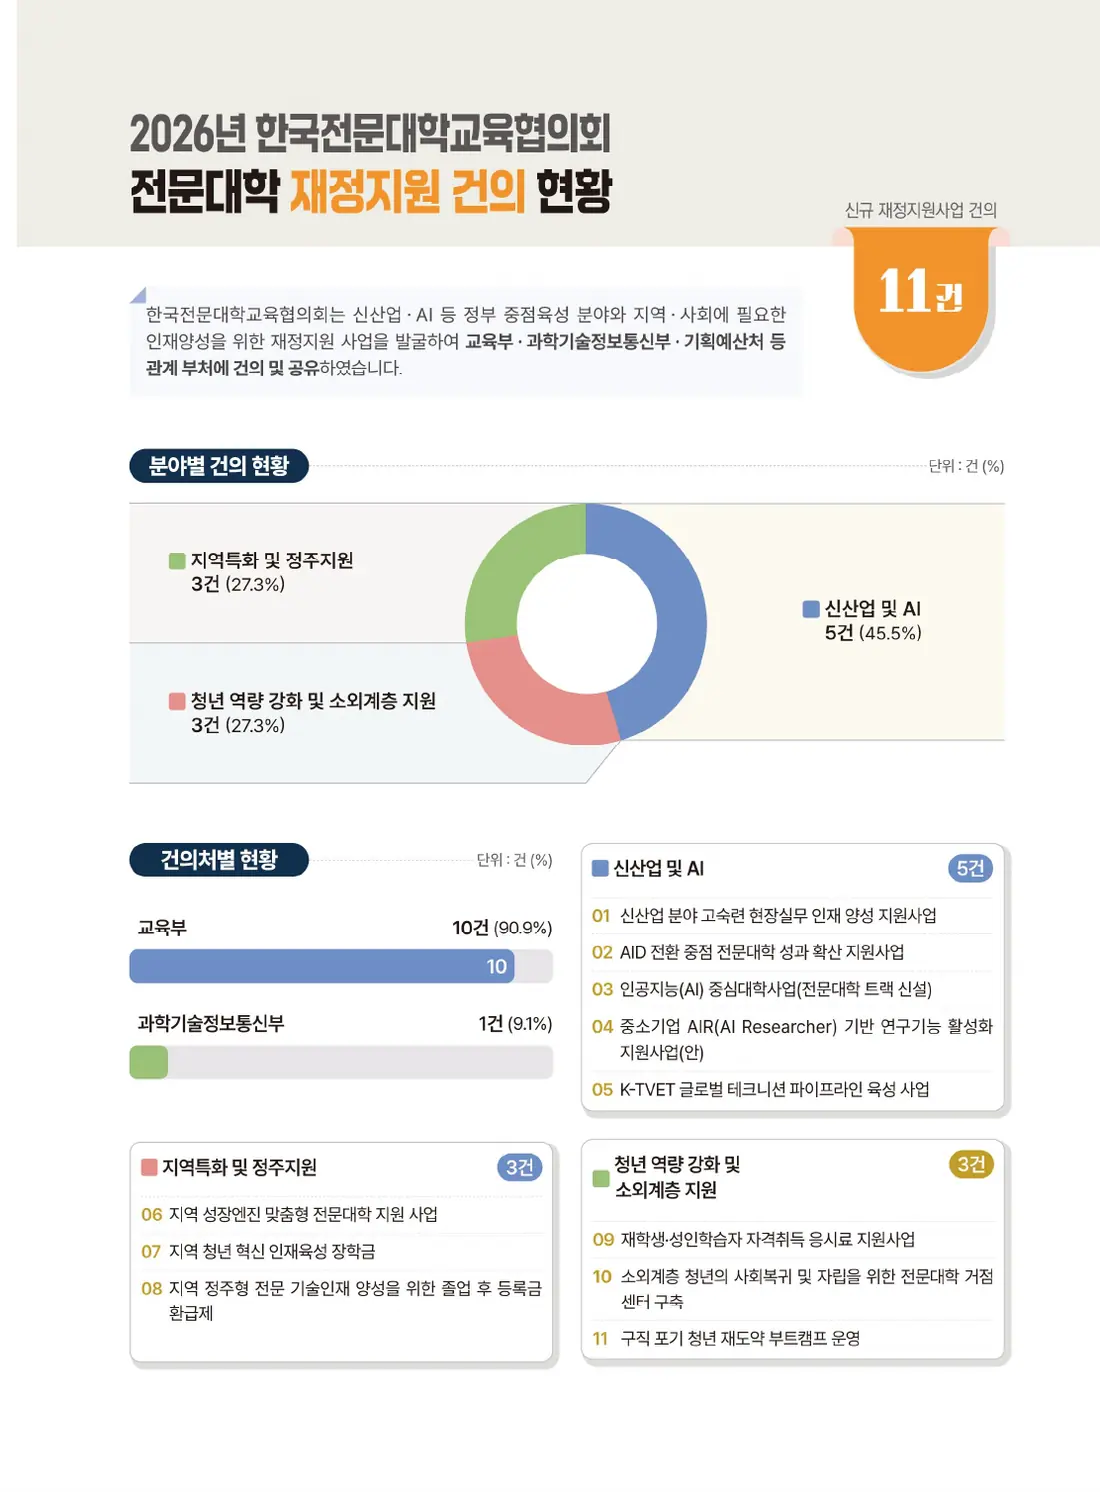 2026년 한국전문대학교육협의회
전문대학 재정지원 건의 현황
신규 재정지원사업 건의
11건
한국전문대학교육협의회는 신산업·AI 등 정부 중점육성 분야와 지역·사회에 필요한
인재양성을 위한 재정지원 사업을 발굴하여 교육부·과학기술정보통신부·기획예산처 등
관계 부처에 건의 및 공유하였습니다.
분야별 건의 현황
단위 : 건 (%)
지역특화 및 정주지원
3건 (27.3%)
신산업 및 AI
5건 (45.5%)
청년 역량 강화 및 소외계층 지원
3건 (27.3%)
건의처별 현황
단위 : 건 (%)
교육부 10건 (90.9%)
10
과학기술정보통신부 1건 (9.1%)
신산업 및 AI 5건
01 신산업 분야 고숙련 현장실무 인재 양성 지원사업
02 AID 전환 중점 전문대학 성과 확산 지원사업
03 인공지능(AI) 중심대학사업(전문대학 트랙 신설)
04 중소기업 AIR(AI Researcher) 기반 연구기능 활성화
지원사업(안)
05 K-TVET 글로벌 테크니션 파이프라인 육성 사업
지역특화 및 정주지원 3건
06 지역 성장엔진 맞춤형 전문대학 지원 사업
07 지역 청년 혁신 인재육성 장학금
08 지역 정주형 전문 기술인재 양성을 위한 졸업 후 등록금
환급제
청년 역량 강화 및
소외계층 지원
3건
09 재학생·성인학습자 자격취득 응시료 지원사업
10 소외계층 청년의 사회복귀 및 자립을 위한 전문대학 거점
센터 구축
11 구직 포기 청년 재도약 부트캠프 운영